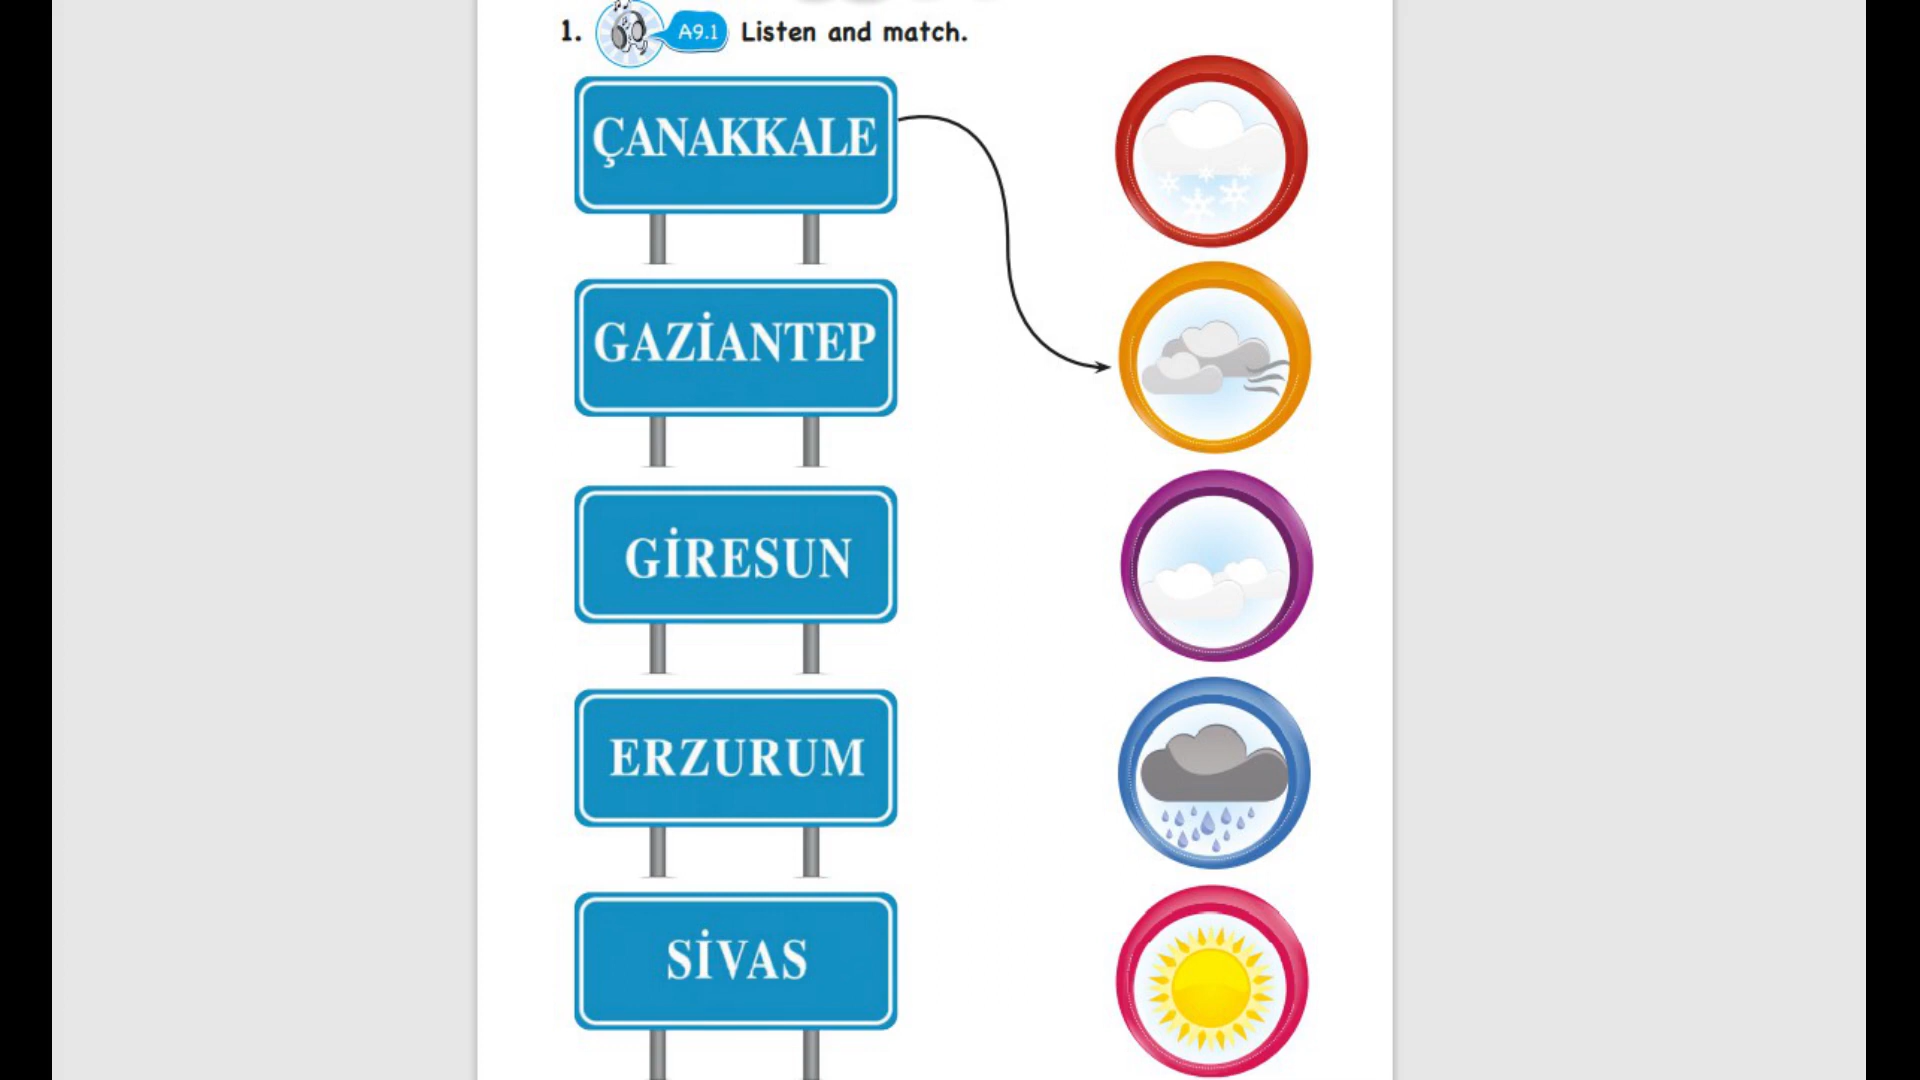 1. A9.1 Listen and match.
ÇANAKKALE
GAZİANTEP
GİRESUN
ERZURUM
SİVAS